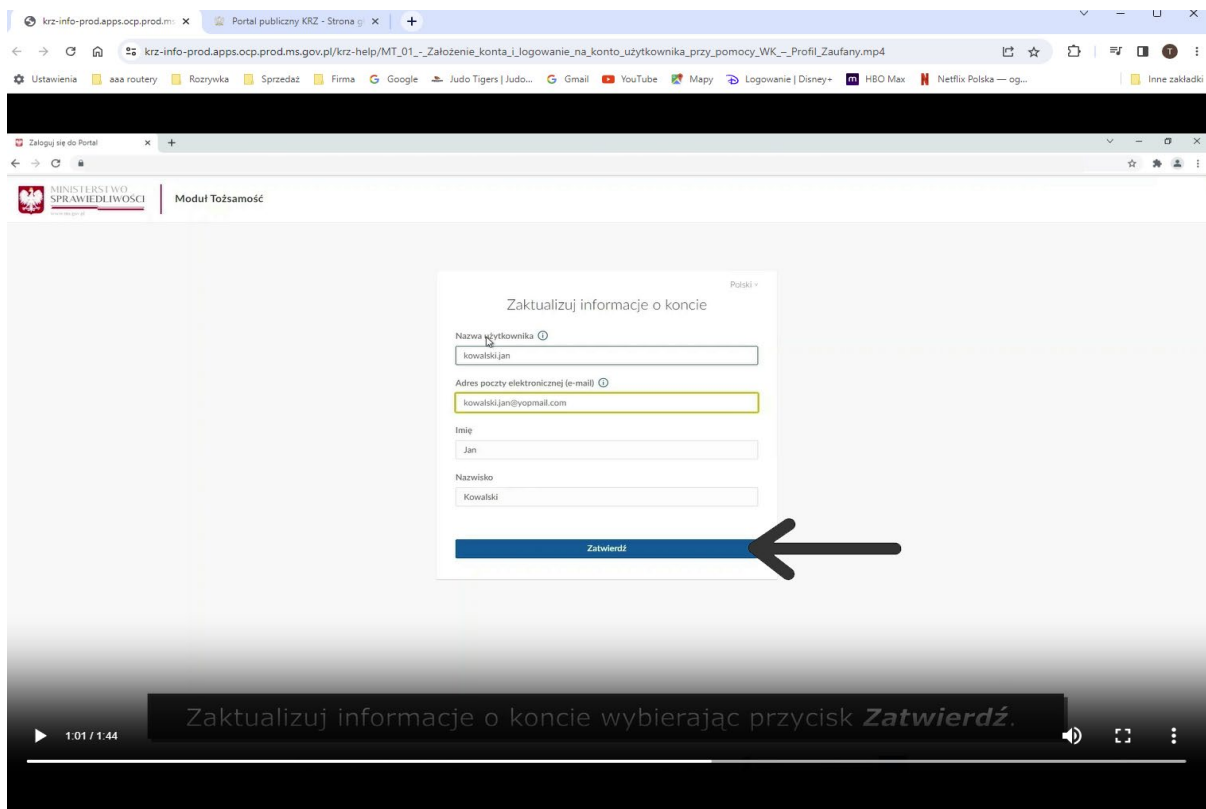 krz-info-prod.apps.ocp.prod.ms
Portal publiczny KRZ - Strona g
krz-info-prod.apps.ocp.prod.ms.gov.pl/krz-help/MT_01_-_Założenie_konta_i_logowanie_na_konto_użytkownika_przy_pomocy_WK_–_Profil_Zaufany.mp4
T
Ustawienia aaa routery Rozrywka Sprzedaż Firma Google Judo Tigers | Judo... Gmail YouTube Mapy Logowanie | Disney+ HBO Max Netflix Polska — og... Inne zakładki
Zaloguj się do Portal
MINISTERSTWO
SPRAWIEDLIWOŚCI
Moduł Tożsamość
Polski
Zaktualizuj informacje o koncie
Nazwa użytkownika
kowalski.jan
Adres poczty elektronicznej (e-mail)
kowalski.jan@yopmail.com
Imię
Jan
Nazwisko
Kowalski
Zatwierdź
Zaktualizuj informacje o koncie wybierając przycisk Zatwierdź.
1:01 / 1:44